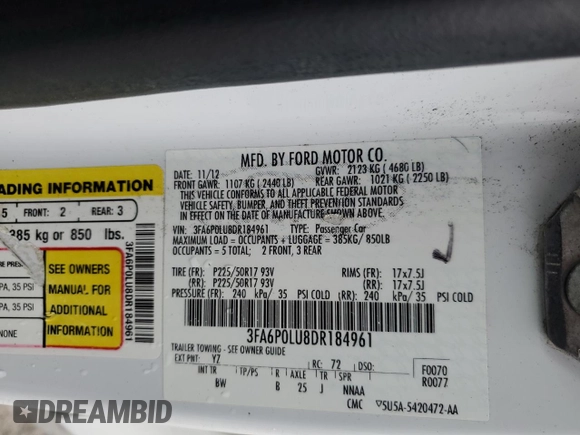 MFD. BY FORD MOTOR CO.
DATE: 11/12
GVWR: 2123 KG ( 4680 LB)
FRONT GAWR: 1107 KG ( 2440 LB)
REAR GAWR: 1021 KG ( 2250 LB)
THIS VEHICLE CONFORMS TO ALL APPLICABLE FEDERAL MOTOR
VEHICLE SAFETY, BUMPER, AND THEFT PREVENTION STANDARDS
IN EFFECT ON THE DATE OF MANUFACTURE SHOWN ABOVE.
VIN: 3FA6P0LU8DR184961 TYPE: Passenger Car
MAXIMUM LOAD = OCCUPANTS + LUGGAGE = 385KG/ 850LB
OCCUPANTS = 5 TOTAL; 2 FRONT, 3 REAR
TIRE (FR): P225/50R17 93V RIMS (FR): 17x7.5J
(RR): P225/50R17 93V (RR): 17x7.5J
PRESSURE (FR): 240 kPa/ 35 PSI COLD (RR): 240 kPa/ 35 PSI COLD
3FA6P0LU8DR184961
TRAILER TOWING - SEE OWNER GUIDE
EXT PNT: YZ RC: 72 DSO: F0070
R0077
INT TR TP/PS R AXLE TR SPR
BW B 25 J NNAA
CMC 5U5A-5420472-AA
ADING INFORMATION
5 FRONT: 2 REAR: 3
385 kg or 850 lbs.
3FA6P0LU8DR184961
E PRESSURE
PA, 35 PSI
PA, 35 PSI
NONE
SEE OWNERS
MANUAL FOR
ADDITIONAL
INFORMATION
DREAMBID